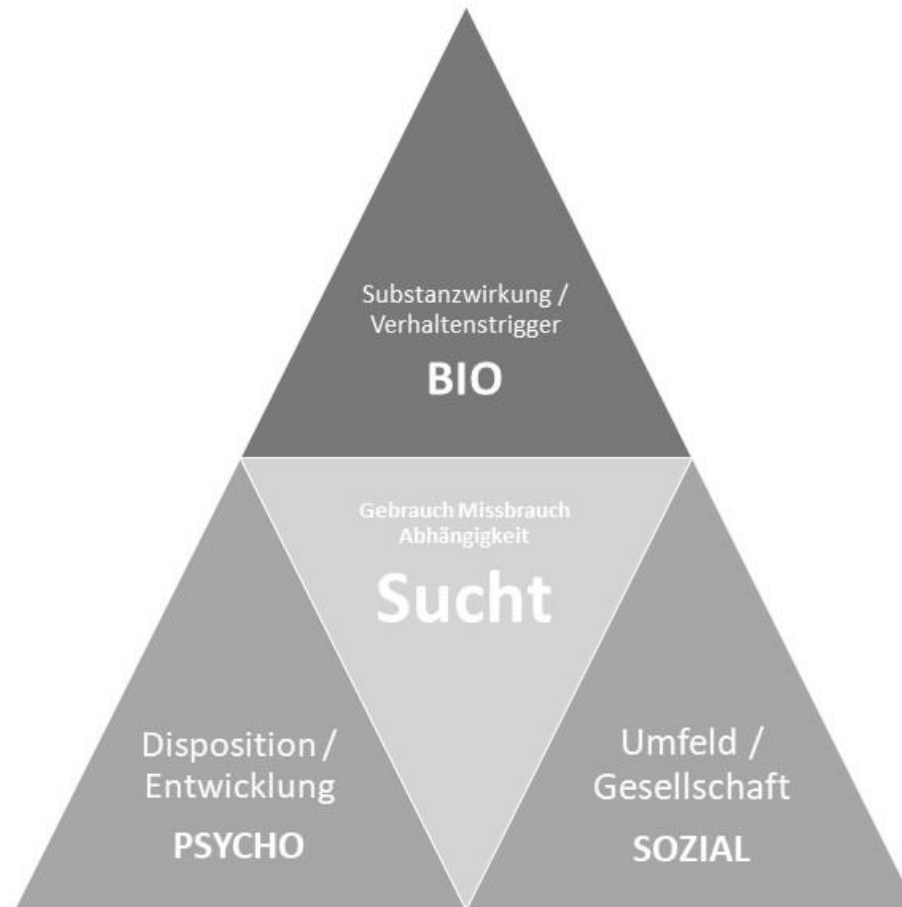 Substanzwirkung /
Verhaltenstrigger
BIO
Gebrauch Missbrauch
Abhängigkeit
Sucht
Disposition /
Entwicklung
PSYCHO
Umfeld /
Gesellschaft
SOZIAL